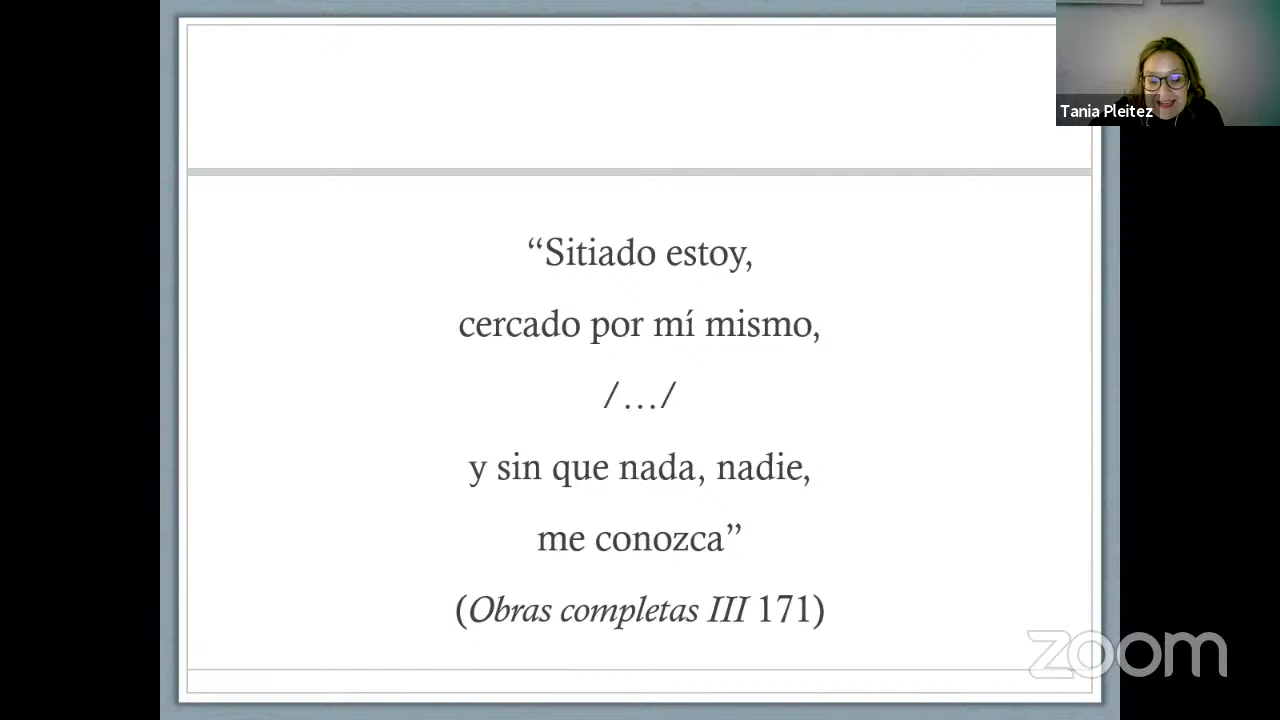 Tania Pleitez
“Sitiado estoy,
cercado por mí mismo,
/…/
y sin que nada, nadie,
me conozca”
(Obras completas III 171)
zoom